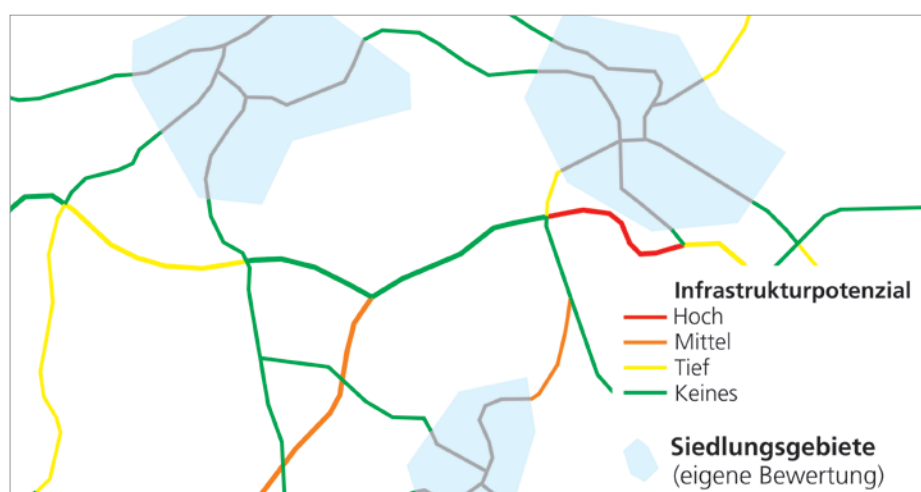 Infrastrukturpotenzial
Hoch
Mittel
Tief
Keines
Siedlungsgebiete
(eigene Bewertung)